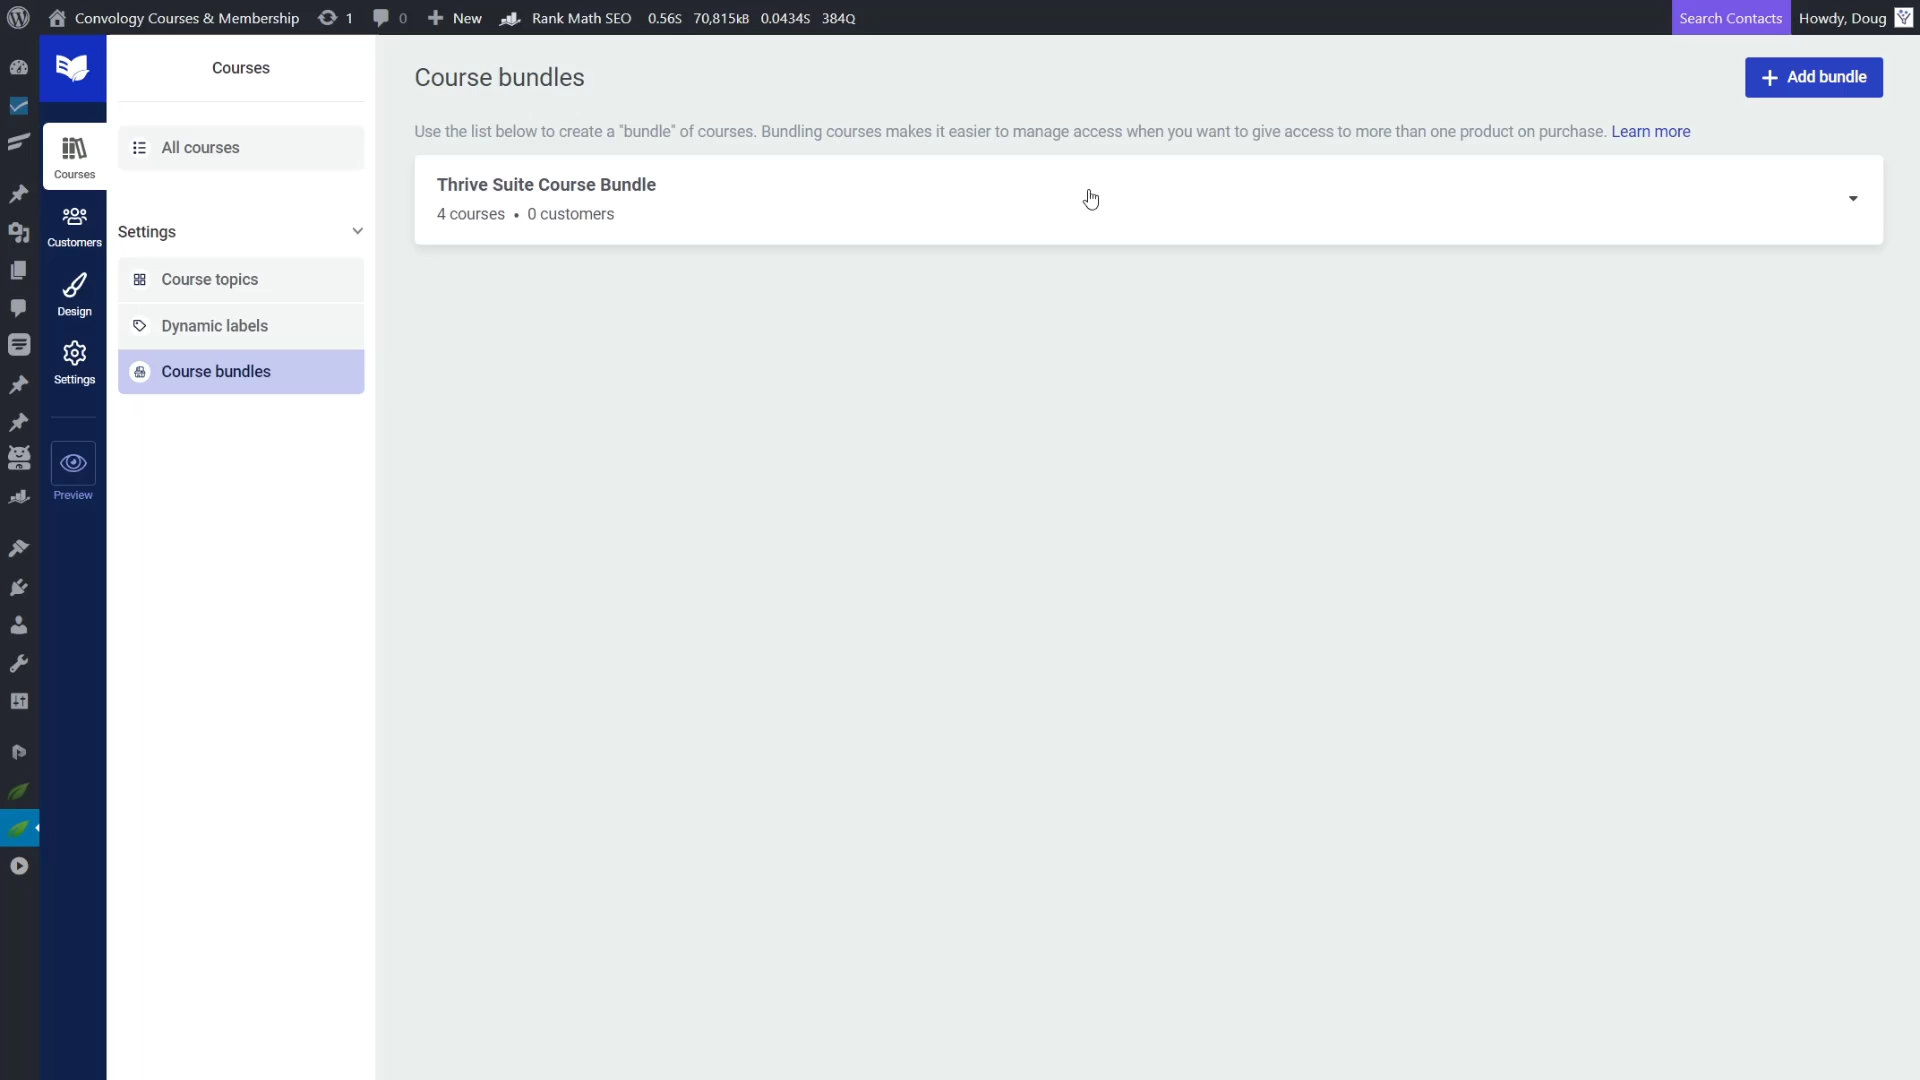 Convology Courses & Membership 1 0 New Rank Math SEO 0.56S 70,815KB 0.0434S 384Q Search Contacts Howdy, Doug
Courses
All courses
Settings
Course topics
Dynamic labels
Course bundles
Courses
Customers
Design
Settings
Preview
Course bundles
Add bundle
Use the list below to create a "bundle" of courses. Bundling courses makes it easier to manage access when you want to give access to more than one product on purchase. Learn more
Thrive Suite Course Bundle
4 courses • 0 customers